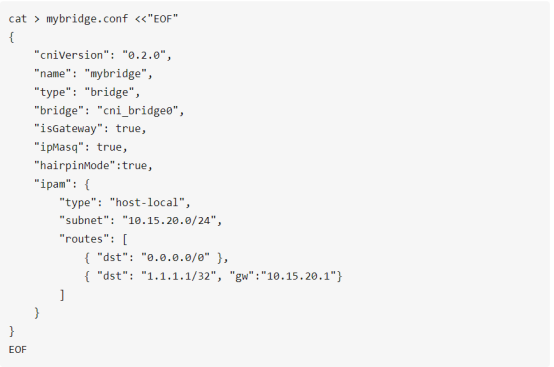 cat > mybridge.conf <<"EOF"
{
    "cniVersion": "0.2.0",
    "name": "mybridge",
    "type": "bridge",
    "bridge": "cni_bridge0",
    "isGateway": true,
    "ipMasq": true,
    "hairpinMode":true,
    "ipam": {
        "type": "host-local",
        "subnet": "10.15.20.0/24",
        "routes": [
            { "dst": "0.0.0.0/0" },
            { "dst": "1.1.1.1/32", "gw":"10.15.20.1"}
        ]
    }
}
EOF